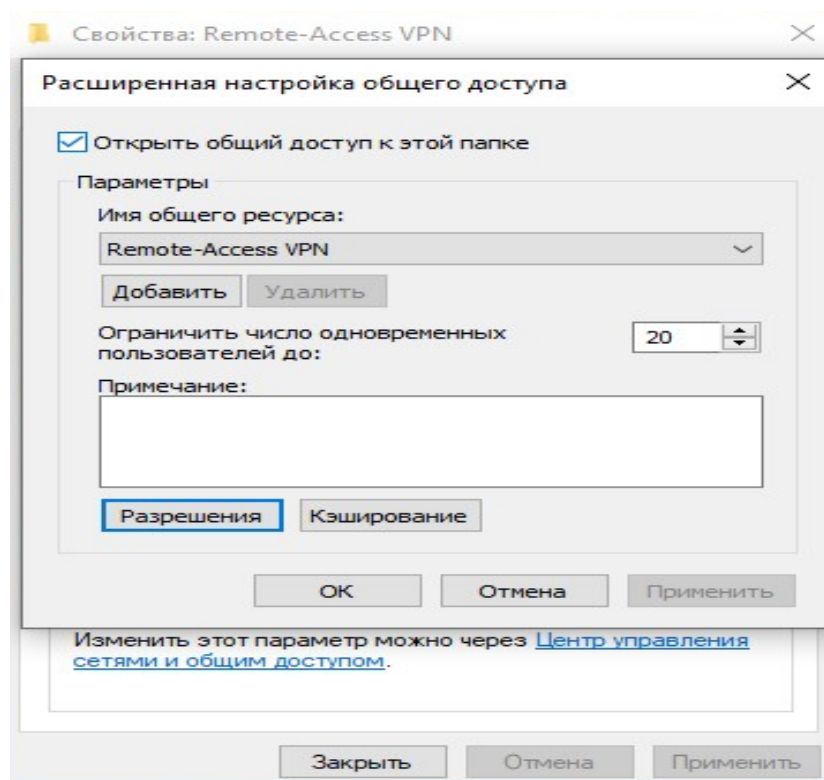 Свойства: Remote-Access VPN
Расширенная настройка общего доступа
Открыть общий доступ к этой папке
Параметры
Имя общего ресурса:
Remote-Access VPN
Добавить Удалить
Ограничить число одновременных
пользователей до:
20
Примечание:
Разрешения Кэширование
ОК Отмена Применить
Изменить этот параметр можно через Центр управления
сетями и общим доступом.
Закрыть Отмена Применить